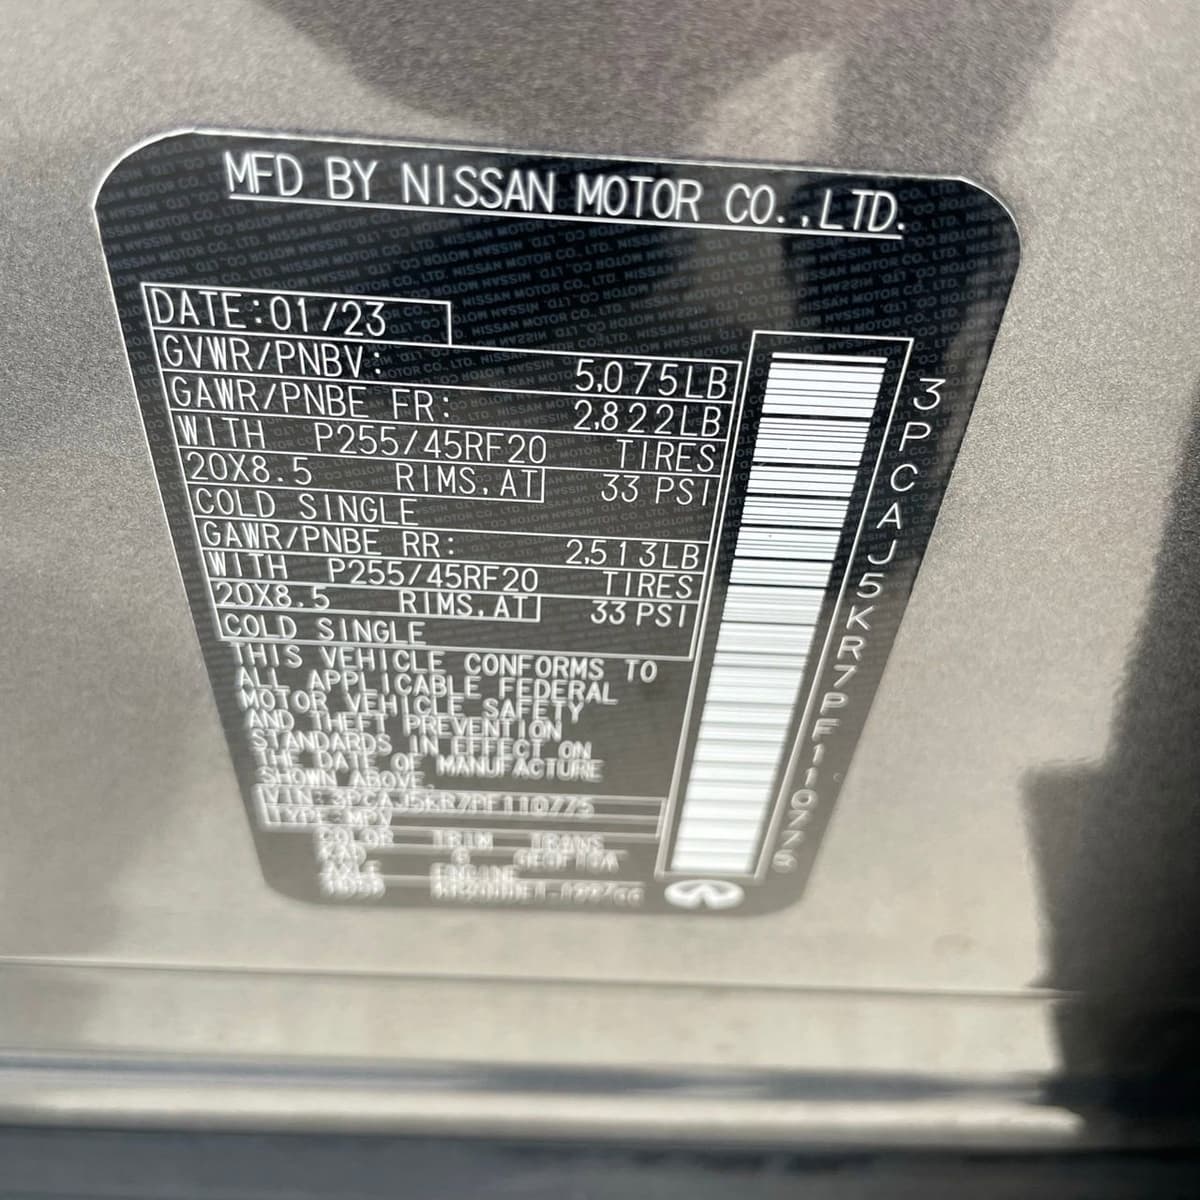 MFD BY NISSAN MOTOR CO.,LTD.
DATE:01/23
GVWR/PNBV: 5,075LB
GAWR/PNBE FR: 2,822LB
WITH P255/45RF20 TIRES
20X8.5 RIMS,AT 33 PSI
COLD SINGLE
GAWR/PNBE RR: 2,513LB
WITH P255/45RF20 TIRES
20X8.5 RIMS,AT 33 PSI
COLD SINGLE
THIS VEHICLE CONFORMS TO
ALL APPLICABLE FEDERAL
MOTOR VEHICLE SAFETY
AND THEFT PREVENTION
STANDARDS IN EFFECT ON
THE DATE OF MANUFACTURE
SHOWN ABOVE.
VIN:
TYPE:MPV
COLOR TRIM TRANS
AXLE ENGINE